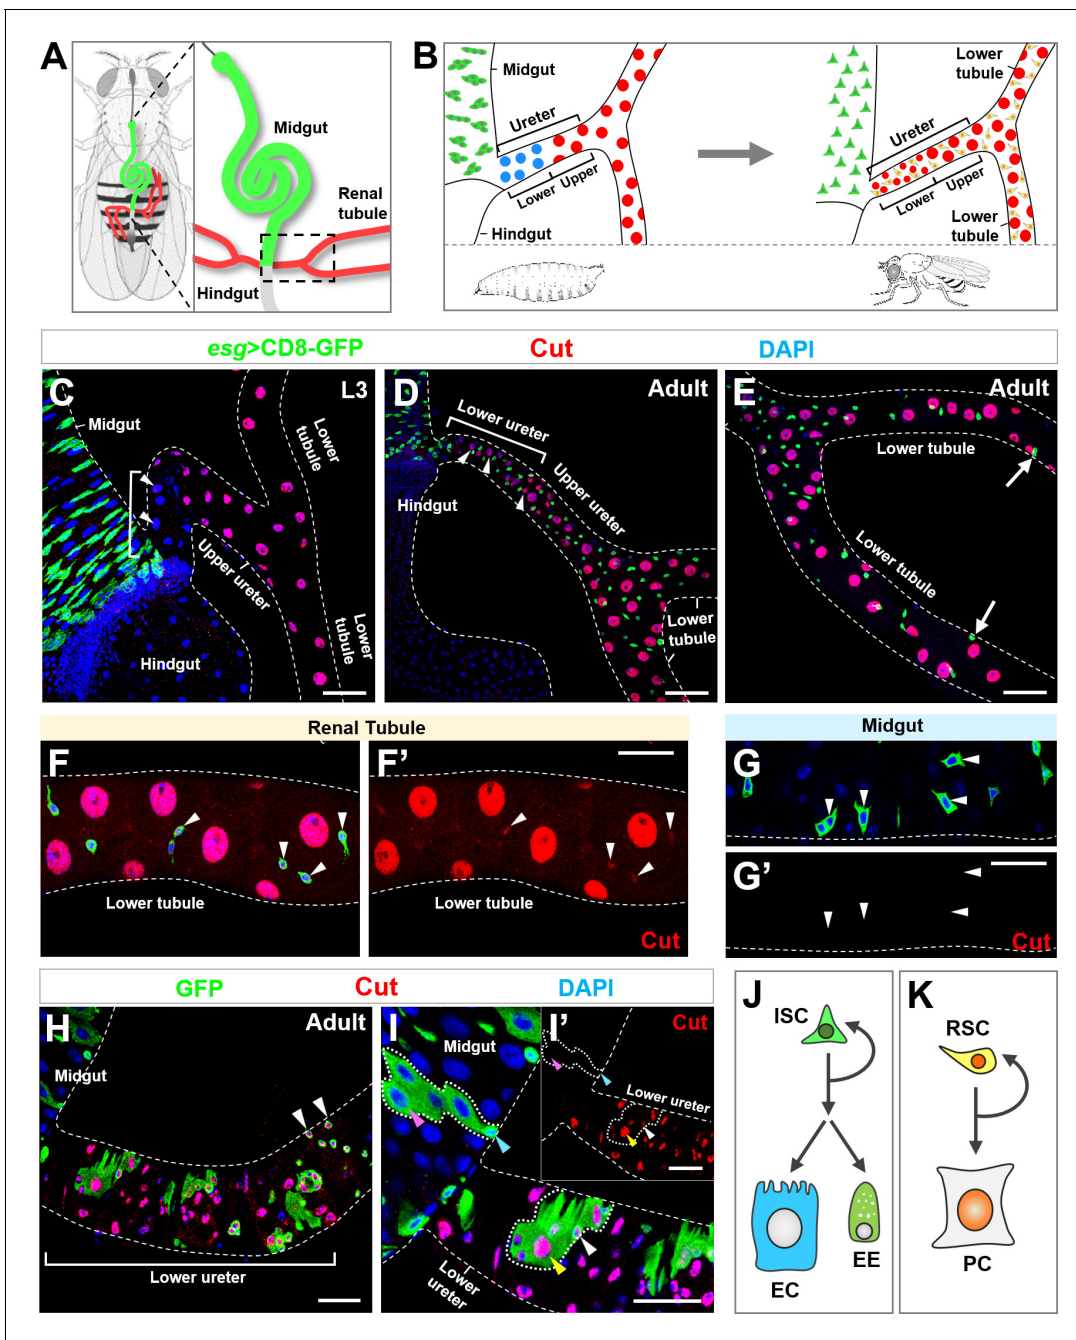 A
Midgut
Renal
tubule
Hindgut
B
Midgut
Ureter
Lower
Upper
Hindgut
Lower
tubule
Ureter
Upper
Lower
Lower
tubule
esg>CD8-GFP
Cut
DAPI
C
L3
Midgut
Lower
tubule
Upper ureter
Lower
tubule
Hindgut
D
Adult
Lower ureter
Upper ureter
Hindgut
Lower
tubule
E
Adult
Lower tubule
Lower tubule
Renal Tubule
F
Lower tubule
F'
Lower tubule
Cut
Midgut
G
G'
Cut
GFP
Cut
DAPI
H
Adult
Midgut
Lower ureter
I
Midgut
Lower
ureter
I'
Cut
Lower ureter
J
ISC
EC
EE
K
RSC
PC